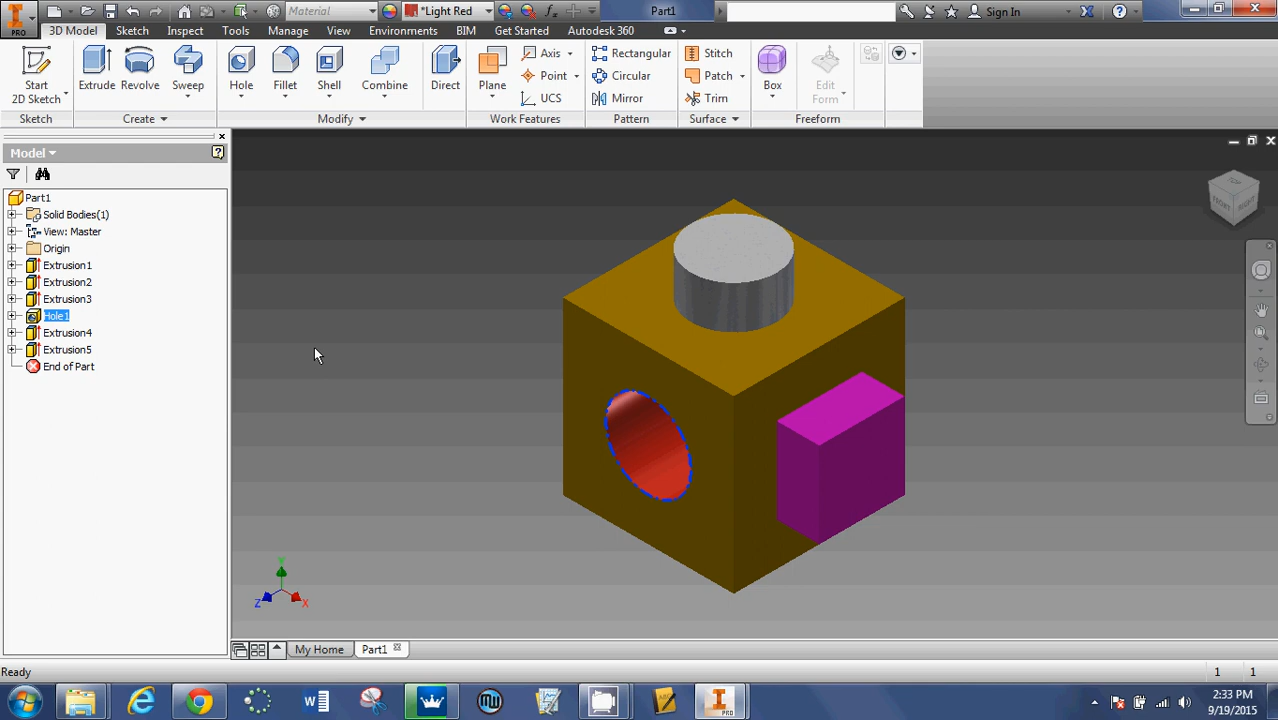 Material
*Light Red
Part1
Sign In
PRO
3D Model Sketch Inspect Tools Manage View Environments BIM Get Started Autodesk 360
Start
2D Sketch
Extrude
Revolve
Sweep
Hole
Fillet
Shell
Combine
Direct
Plane
Axis
Point
UCS
Rectangular
Circular
Mirror
Stitch
Patch
Trim
Box
Edit
Form
Sketch
Create
Modify
Work Features
Pattern
Surface
Freeform
Model
Part1
Solid Bodies(1)
View: Master
Origin
Extrusion1
Extrusion2
Extrusion3
Hole1
Extrusion4
Extrusion5
End of Part
FRONT
RIGHT
Y
Z
X
My Home
Part1
Ready
1 1
PRO
2:33 PM
9/19/2015